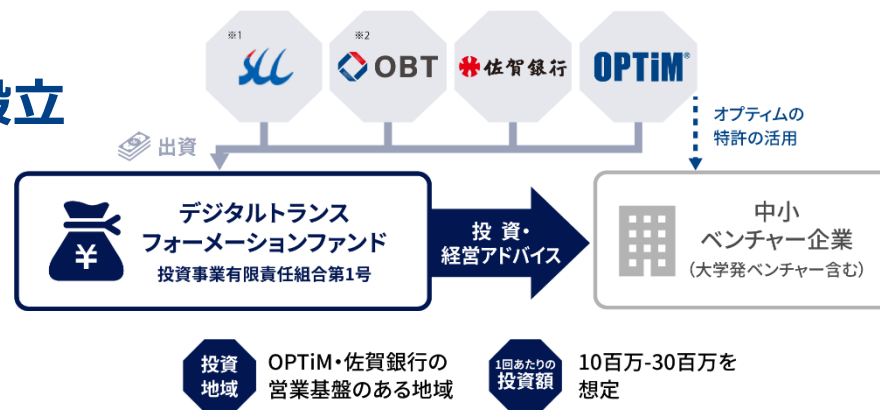 ※1
SCC
※2
OBT
佐賀銀行
OPTiM®
設立
出資
オプティムの
特許の活用
¥
デジタルトランス
フォーメーションファンド
投資事業有限責任組合第1号
投資・
経営アドバイス
中小
ベンチャー企業
(大学発ベンチャー含む)
投資
地域
OPTiM・佐賀銀行の
営業基盤のある地域
1回あたりの
投資額
10百万-30百万を
想定